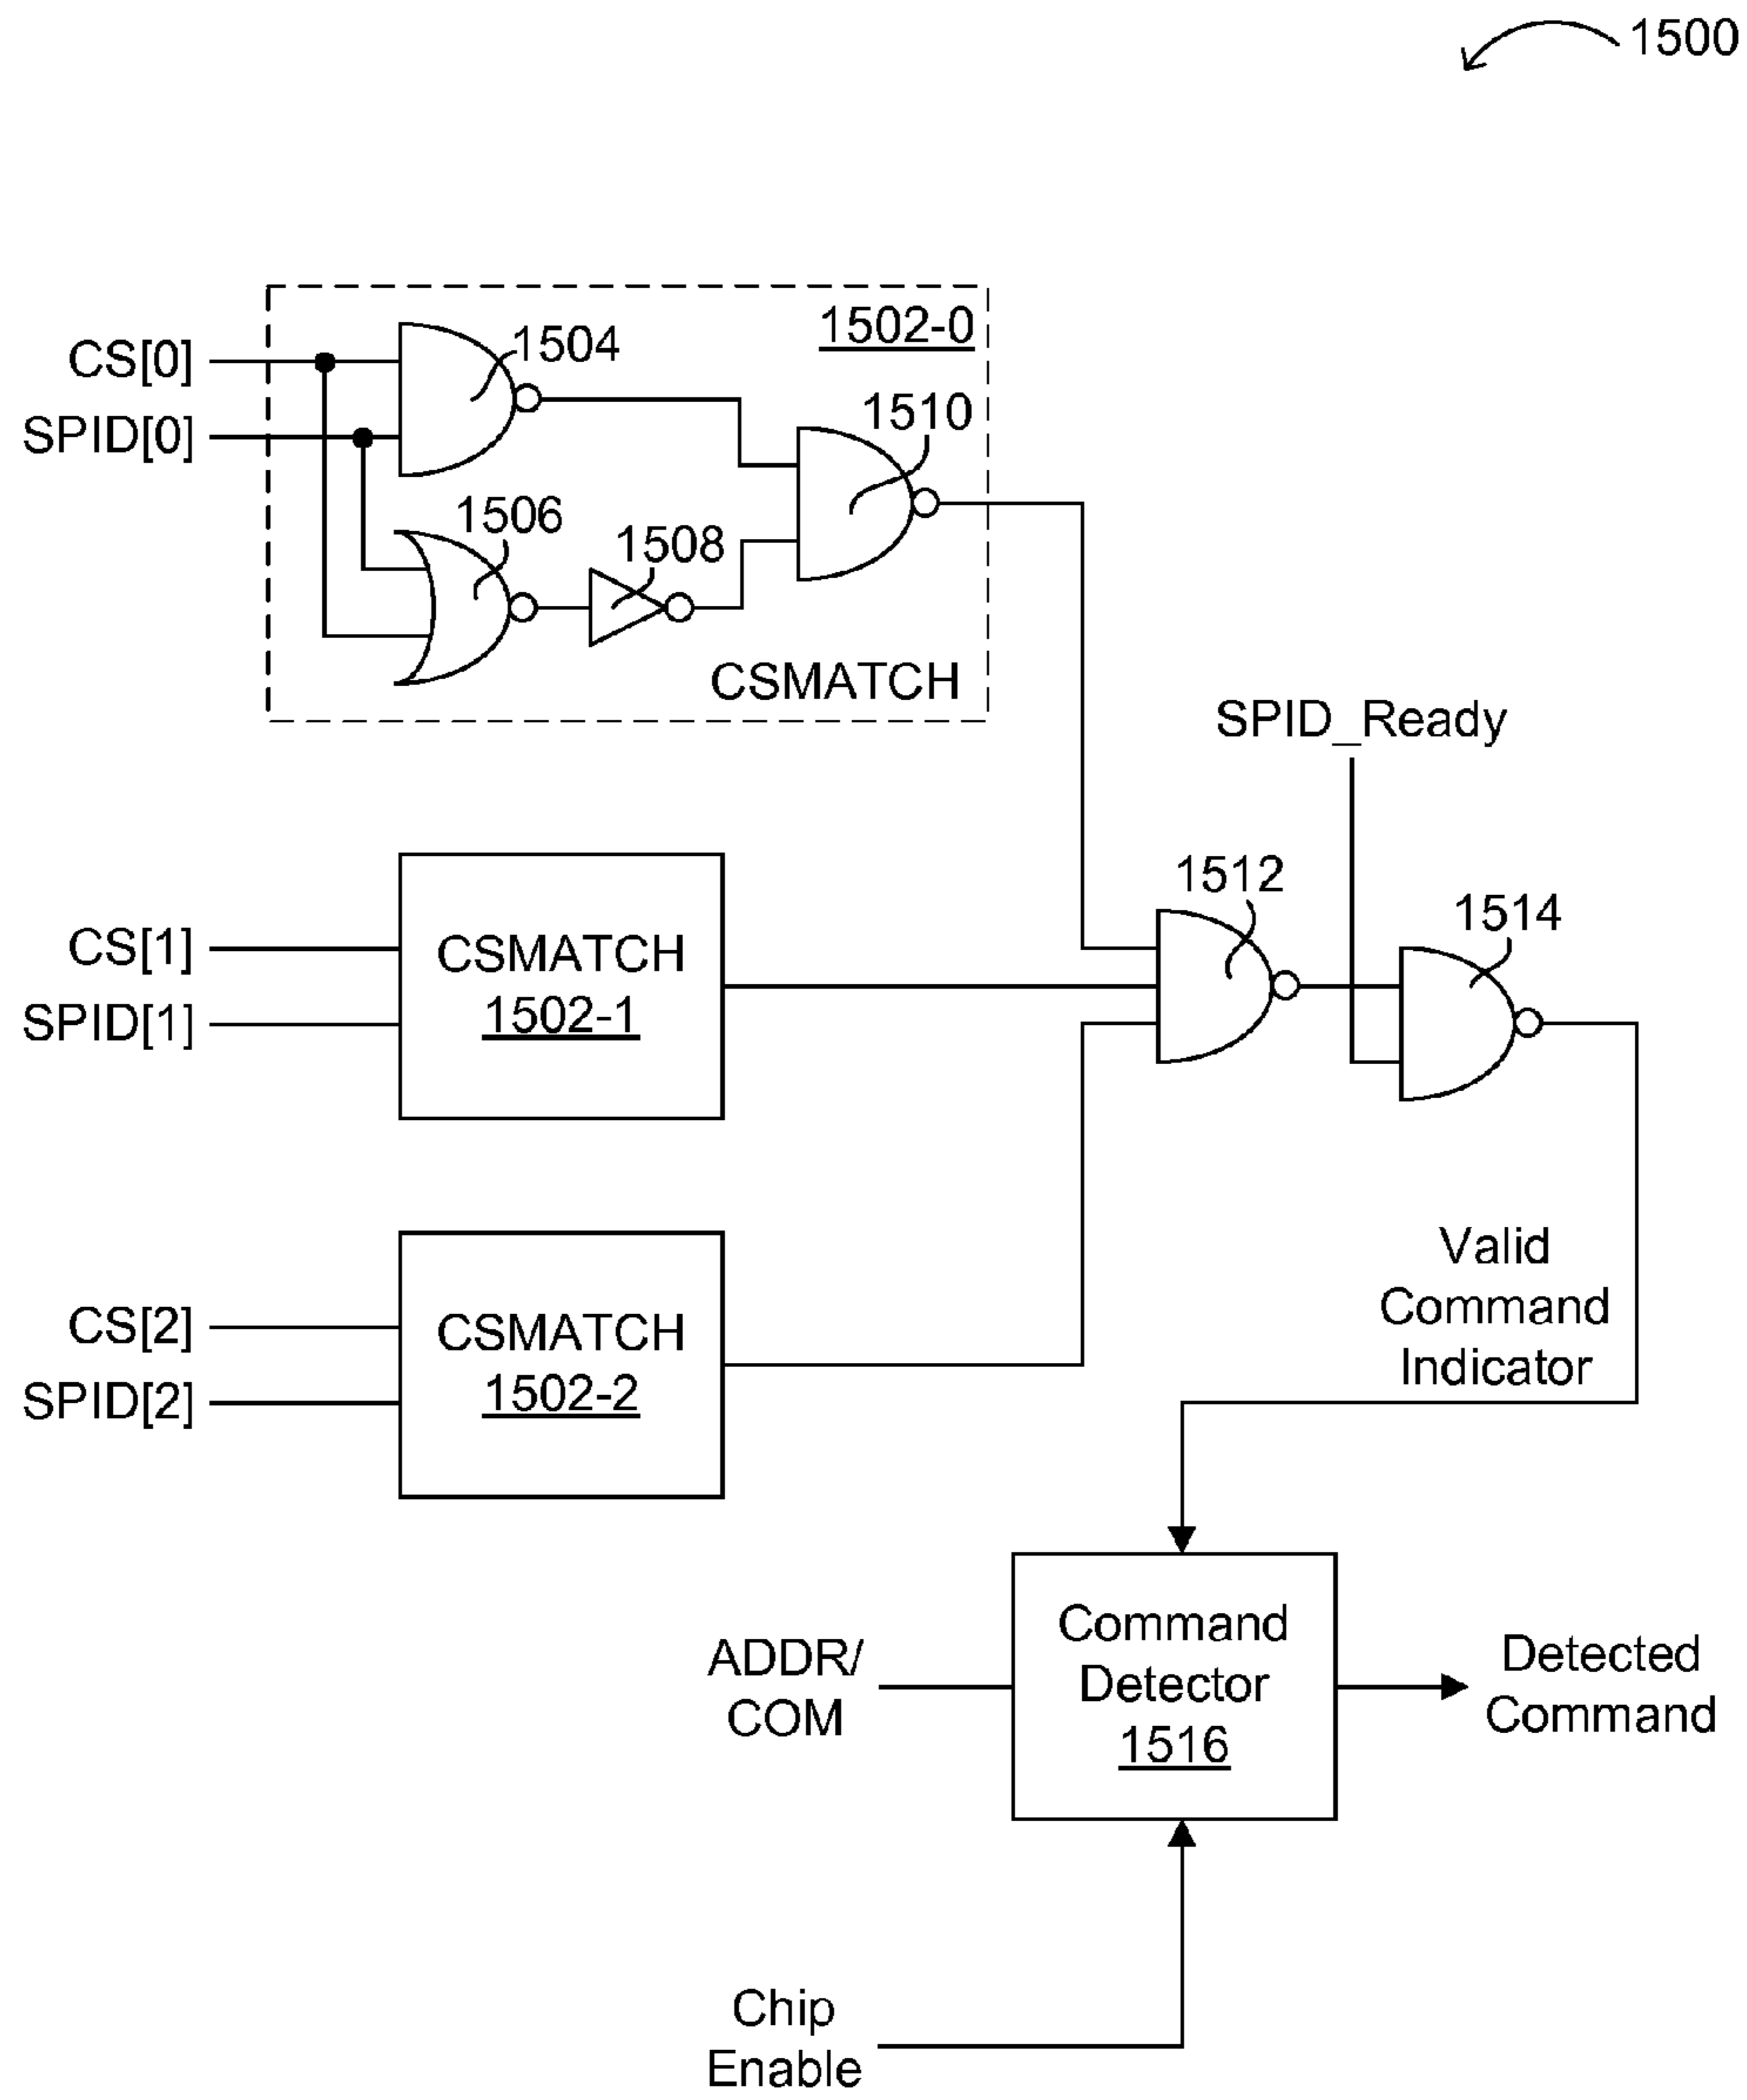 1500
1502-0
CS[0]
1504
SPID[0]
1510
1506
1508
CSMATCH
SPID_Ready
1512
1514
CS[1]
CSMATCH
SPID[1]
1502-1
Valid
Command
Indicator
CS[2]
CSMATCH
SPID[2]
1502-2
ADDR/
COM
Command
Detector
1516
Detected
Command
Chip
Enable